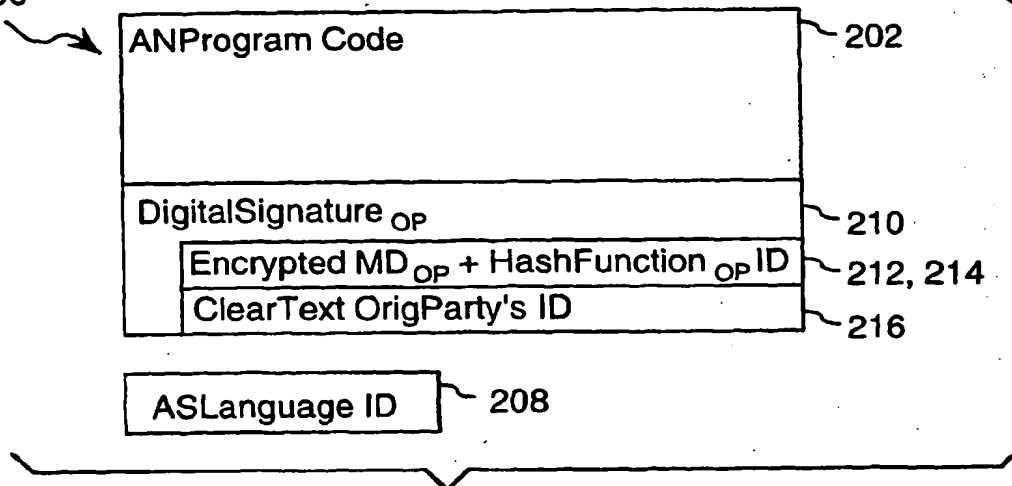 ANProgram Code 202
DigitalSignature OP 210
Encrypted MD OP + HashFunction OP ID 212, 214
ClearText OrigParty's ID 216
ASLanguage ID 208